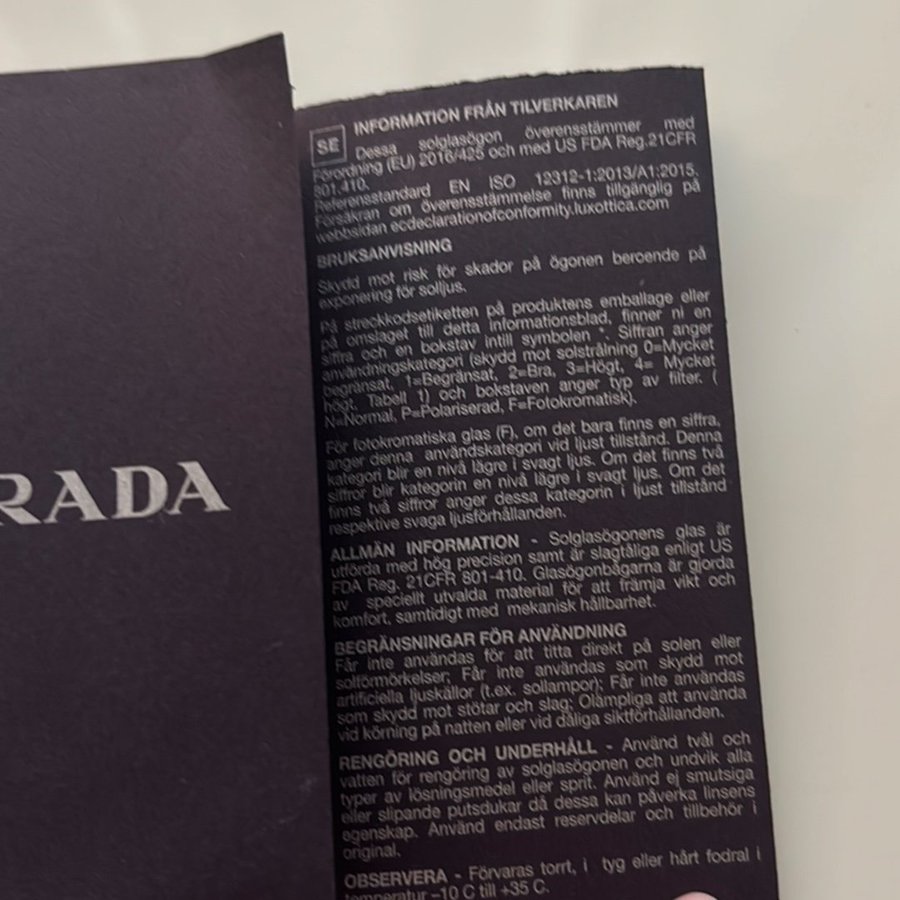 RADA
SE
INFORMATION FRÅN TILVERKAREN
Dessa solglasögon överensstämmer med
Förordning (EU) 2016/425 och med US FDA Reg.21CFR
801.410.
Referensstandard EN ISO 12312-1:2013/A1:2015.
Försäkran om överensstämmelse finns tillgänglig på
webbsidan ecdeclarationofconformity.luxottica.com
BRUKSANVISNING
Skydd mot risk för skador på ögonen beroende på
exponering för solljus.
På streckkodsetiketten på produktens emballage eller
på omslaget till detta informationsblad, finner ni en
siffra och en bokstav intill symbolen *. Siffran anger
användningskategori (skydd mot solstrålning 0=Mycket
begränsat, 1=Begränsat, 2=Bra, 3=Högt, 4= Mycket
högt. Tabell 1) och bokstaven anger typ av filter. (
N=Normal, P=Polariserad, F=Fotokromatisk).
För fotokromatiska glas (F), om det bara finns en siffra,
anger denna användskategori vid ljust tillstånd. Denna
kategori blir en nivå lägre i svagt ljus. Om det finns två
siffror blir kategorin en nivå lägre i svagt ljus. Om det
finns två siffror anger dessa kategorin i ljust tillstånd
respektive svaga ljusförhållanden.
ALLMÄN INFORMATION - Solglasögonens glas är
utförda med hög precision samt är slagtåliga enligt US
FDA Reg. 21CFR 801-410. Glasögonbågarna är gjorda
av speciellt utvalda material för att främja vikt och
komfort, samtidigt med mekanisk hållbarhet.
BEGRÄNSNINGAR FÖR ANVÄNDNING
Får inte användas för att titta direkt på solen eller
solförmörkelser; Får inte användas som skydd mot
artificiella ljuskällor (t.ex. sollampor); Får inte användas
som skydd mot stötar och slag; Olämpliga att använda
vid körning på natten eller vid dåliga siktförhållanden.
RENGÖRING OCH UNDERHÅLL - Använd tvål och
vatten för rengöring av solglasögonen och undvik alla
typer av lösningsmedel eller sprit. Använd ej smutsiga
eller slipande putsdukar då dessa kan påverka linsens
egenskap. Använd endast reservdelar och tillbehör i
original.
OBSERVERA - Förvaras torrt, i tyg eller hårt fodral i
temperatur –10 C till +35 C.